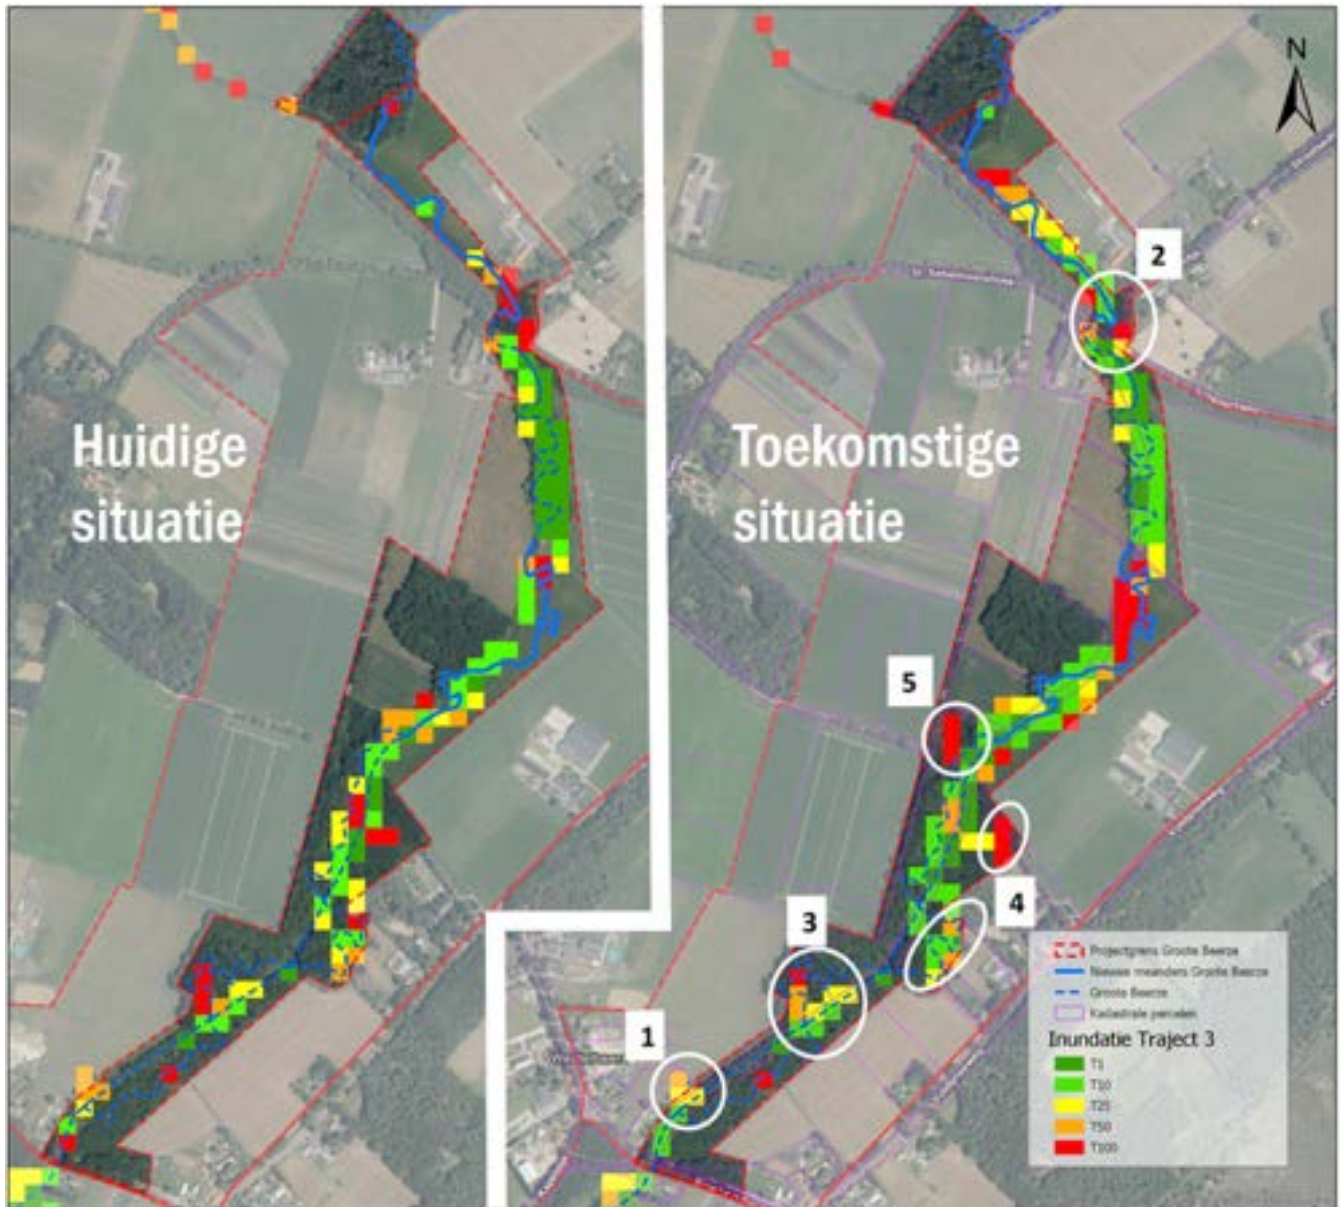 N
2
Huidige
situatie
Toekomstige
situatie
5
4
3
1
Projectgrens Groote Beerze
Nieuwe meanders Groote Beerze
Groote Beerze
Kadastrale percelen
Inundatie Traject 3
T1
T10
T25
T50
T100